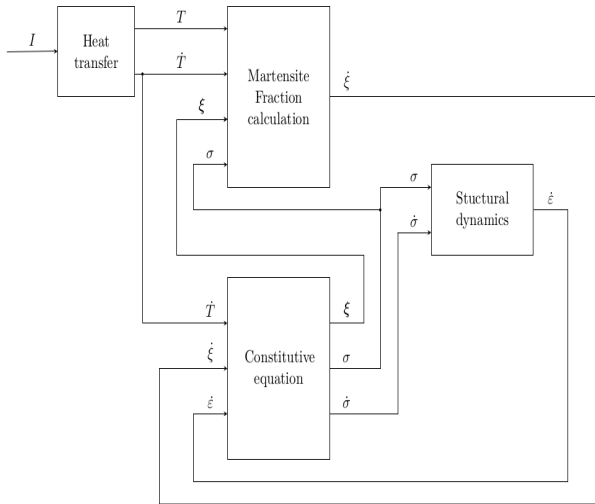 I
Heat
transfer
T
Ṫ
ξ
σ
Martensite
Fraction
calculation
ξ̇
σ
σ̇
Stuctural
dynamics
ε̇
Ṫ
ξ̇
ε̇
Constitutive
equation
ξ
σ
σ̇